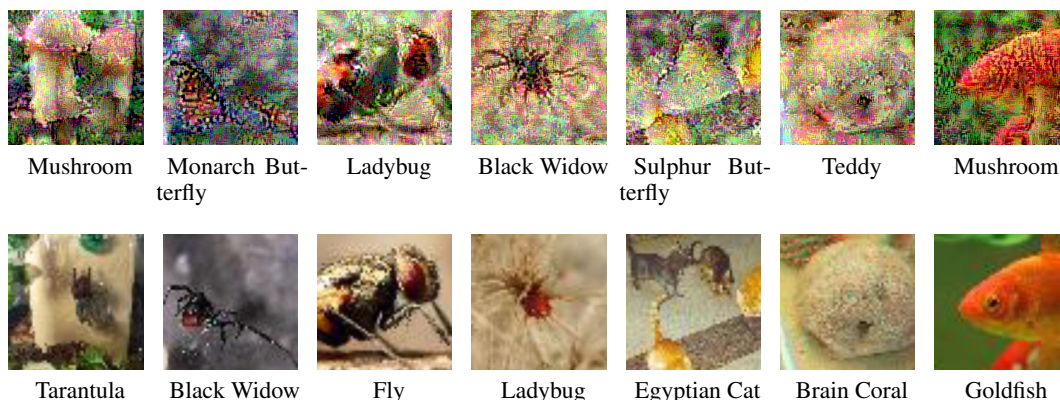 Mushroom
Monarch But-
terfly
Ladybug
Black Widow
Sulphur But-
terfly
Teddy
Mushroom
Tarantula
Black Widow
Fly
Ladybug
Egyptian Cat
Brain Coral
Goldfish